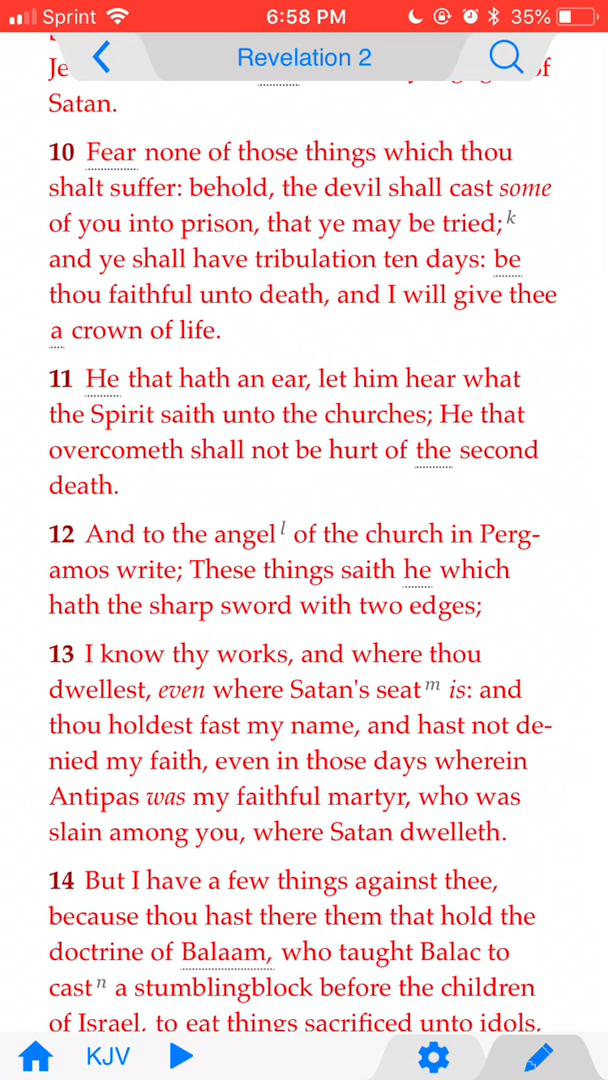 Sprint 6:58 PM 35%
Revelation 2
Je
of
Satan.
10 Fear none of those things which thou
shalt suffer: behold, the devil shall cast some
of you into prison, that ye may be tried; k
and ye shall have tribulation ten days: be
thou faithful unto death, and I will give thee
a crown of life.
11 He that hath an ear, let him hear what
the Spirit saith unto the churches; He that
overcometh shall not be hurt of the second
death.
12 And to the angel l of the church in Perg-
amos write; These things saith he which
hath the sharp sword with two edges;
13 I know thy works, and where thou
dwellest, even where Satan's seat m is: and
thou holdest fast my name, and hast not de-
nied my faith, even in those days wherein
Antipas was my faithful martyr, who was
slain among you, where Satan dwelleth.
14 But I have a few things against thee,
because thou hast there them that hold the
doctrine of Balaam, who taught Balac to
cast n a stumblingblock before the children
of Israel, to eat things sacrificed unto idols,
KJV